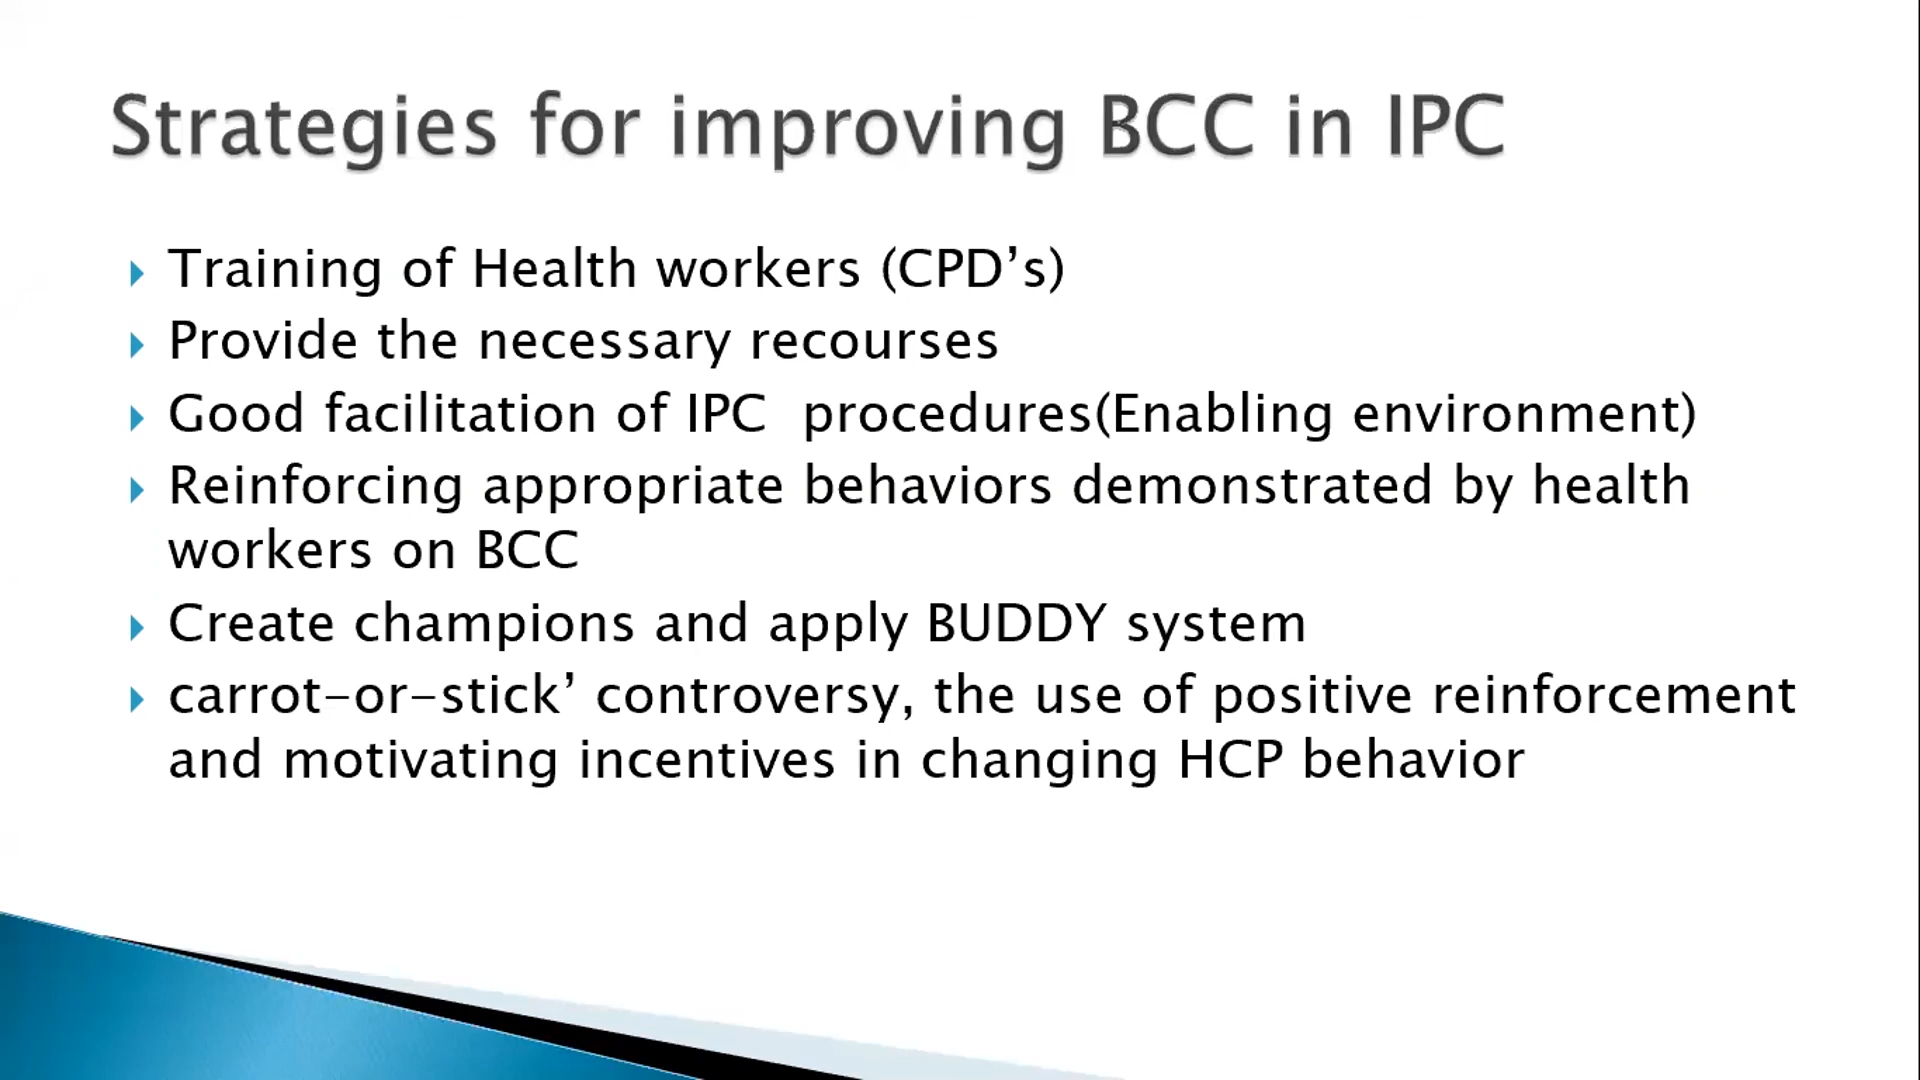 Strategies for improving BCC in IPC
Training of Health workers (CPD’s)
Provide the necessary recourses
Good facilitation of IPC  procedures(Enabling environment)
Reinforcing appropriate behaviors demonstrated by health
workers on BCC
Create champions and apply BUDDY system
carrot-or-stick’ controversy, the use of positive reinforcement
and motivating incentives in changing HCP behavior